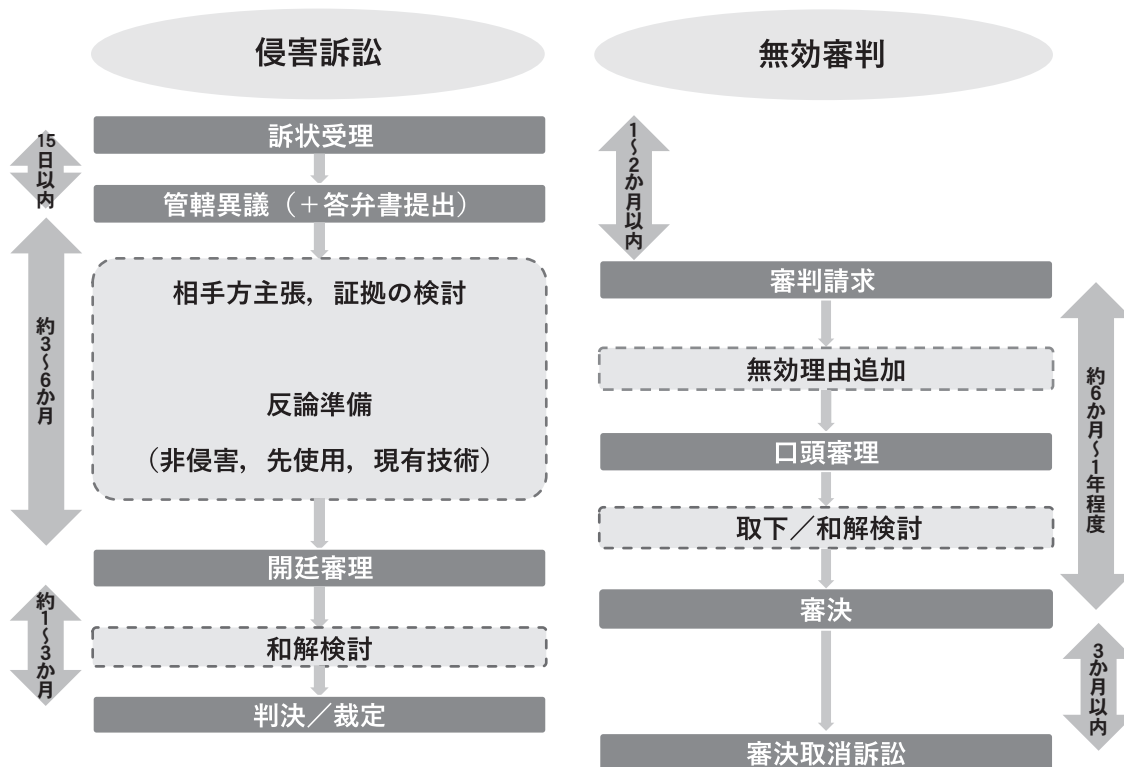 侵害訴訟
15日以内
訴状受理
管轄異議（＋答弁書提出）
約3～6か月
相手方主張，証拠の検討
反論準備
（非侵害，先使用，現有技術）
開廷審理
約1～3か月
和解検討
判決／裁定
無効審判
1～2か月以内
審判請求
無効理由追加
口頭審理
取下／和解検討
審決
約6か月～1年程度
3か月以内
審決取消訴訟